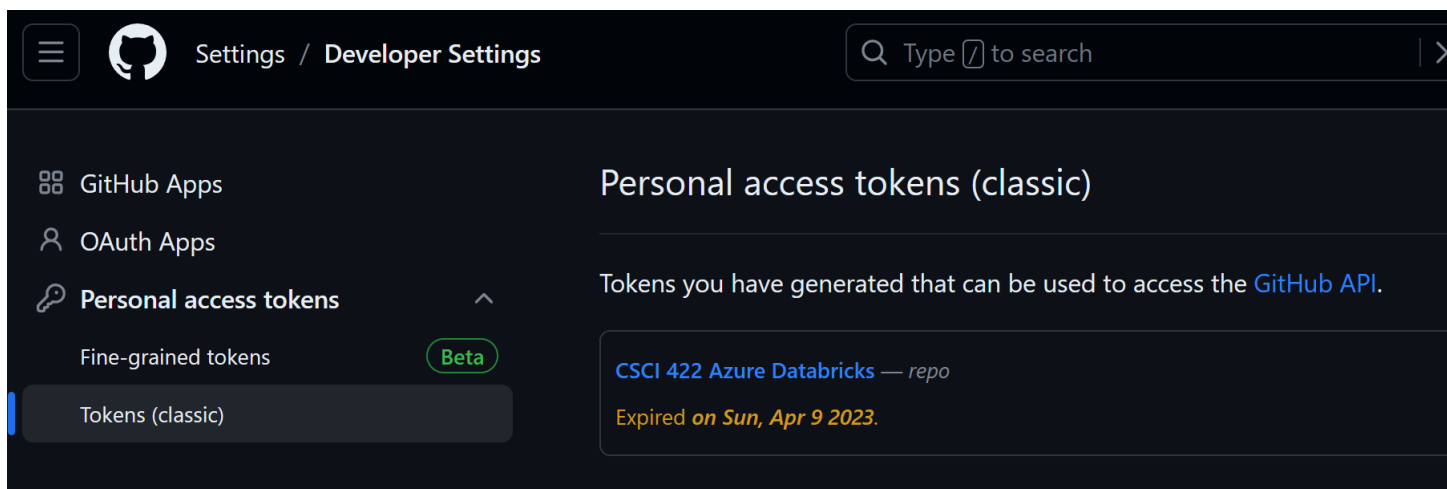 Settings / Developer Settings
Type / to search
GitHub Apps
OAuth Apps
Personal access tokens
Fine-grained tokens Beta
Tokens (classic)
Personal access tokens (classic)
Tokens you have generated that can be used to access the GitHub API.
CSCI 422 Azure Databricks — repo
Expired on Sun, Apr 9 2023.